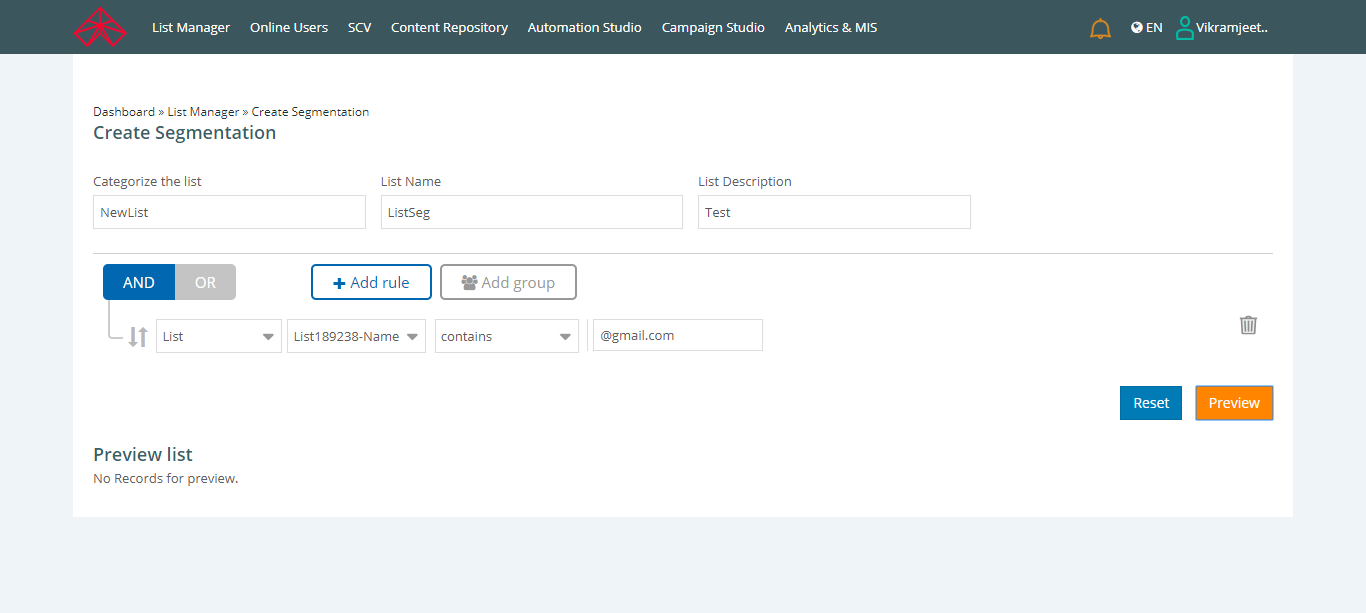 List Manager Online Users SCV Content Repository Automation Studio Campaign Studio Analytics & MIS EN Vikramjeet..
Dashboard » List Manager » Create Segmentation
Create Segmentation
Categorize the list List Name List Description
NewList ListSeg Test
AND OR Add rule Add group
List List189238-Name contains @gmail.com
Reset Preview
Preview list
No Records for preview.